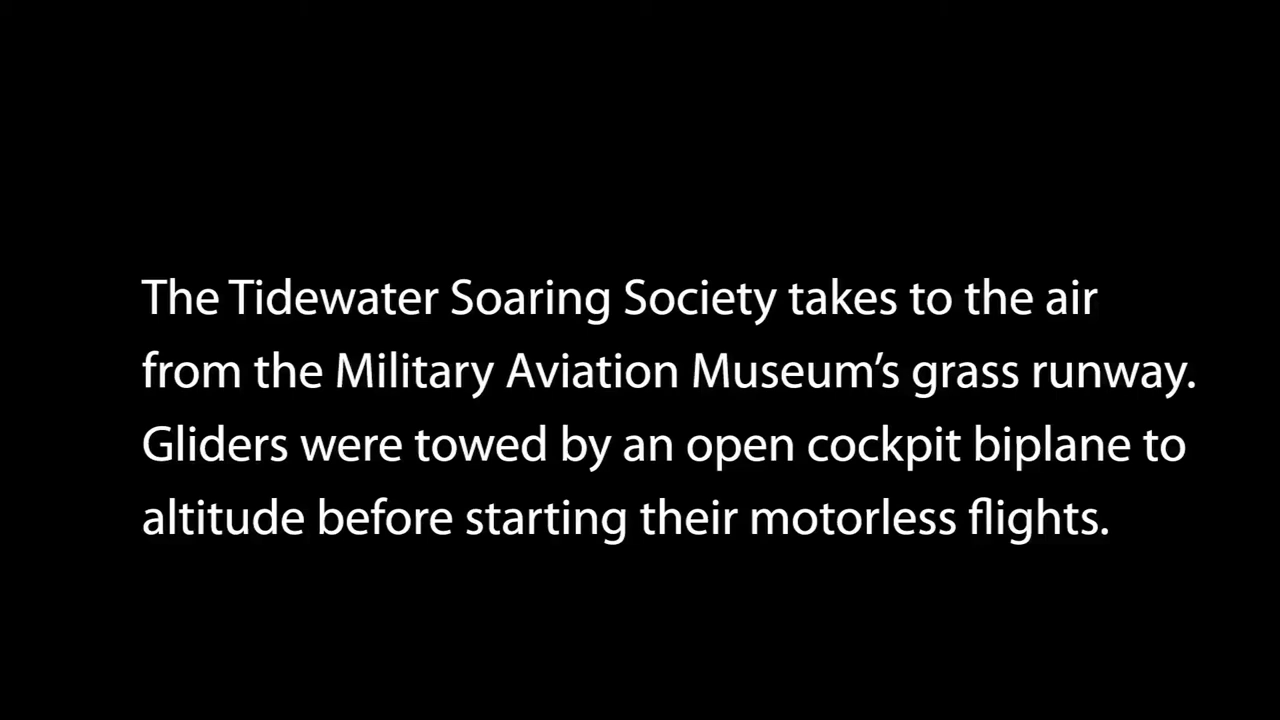 The Tidewater Soaring Society takes to the air
from the Military Aviation Museum’s grass runway.
Gliders were towed by an open cockpit biplane to
altitude before starting their motorless flights.